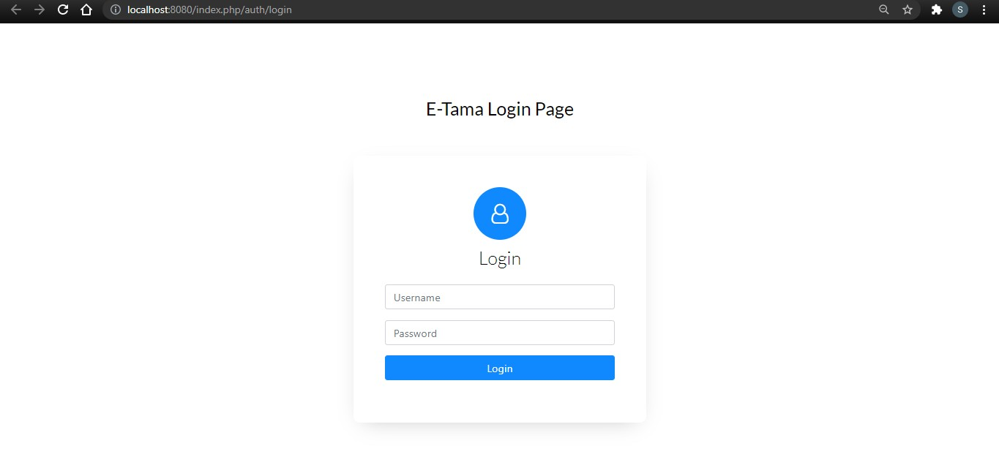 localhost:8080/index.php/auth/login
S
E-Tama Login Page
Login
Username
Password
Login